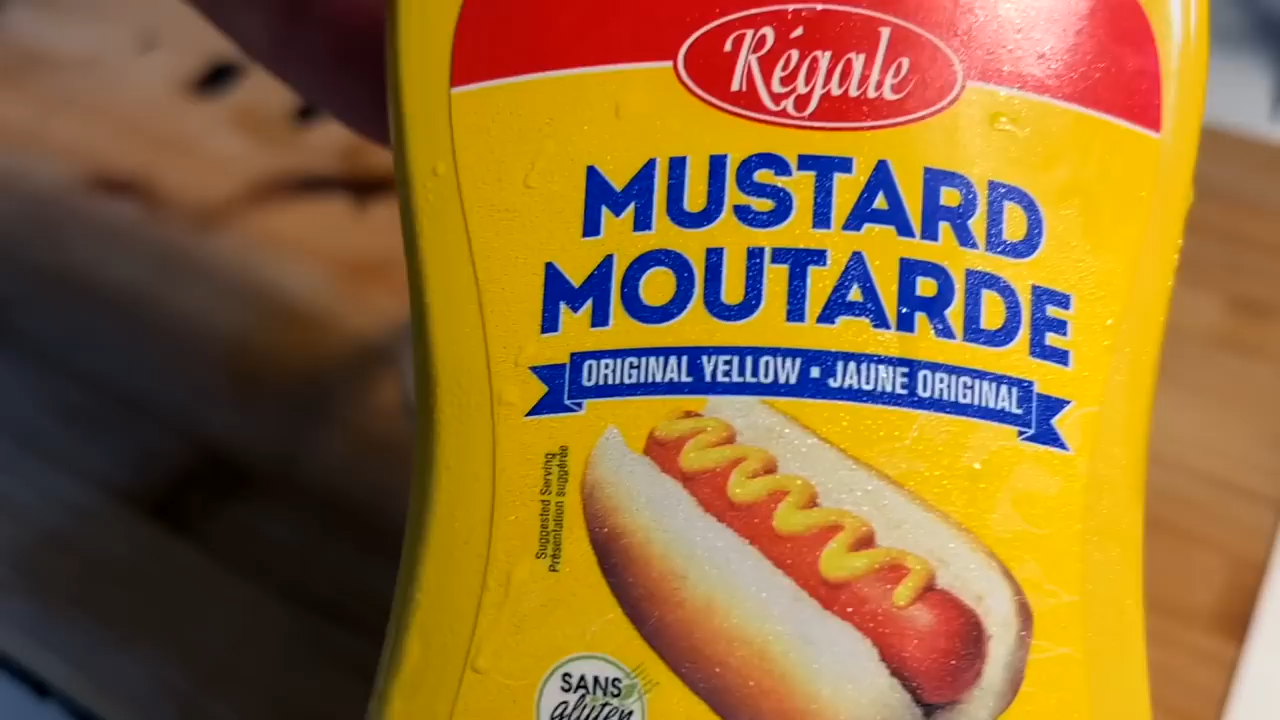 Régale
MUSTARD
MOUTARDE
ORIGINAL YELLOW • JAUNE ORIGINAL
Suggested Serving
Présentation suggérée
SANS
gluten